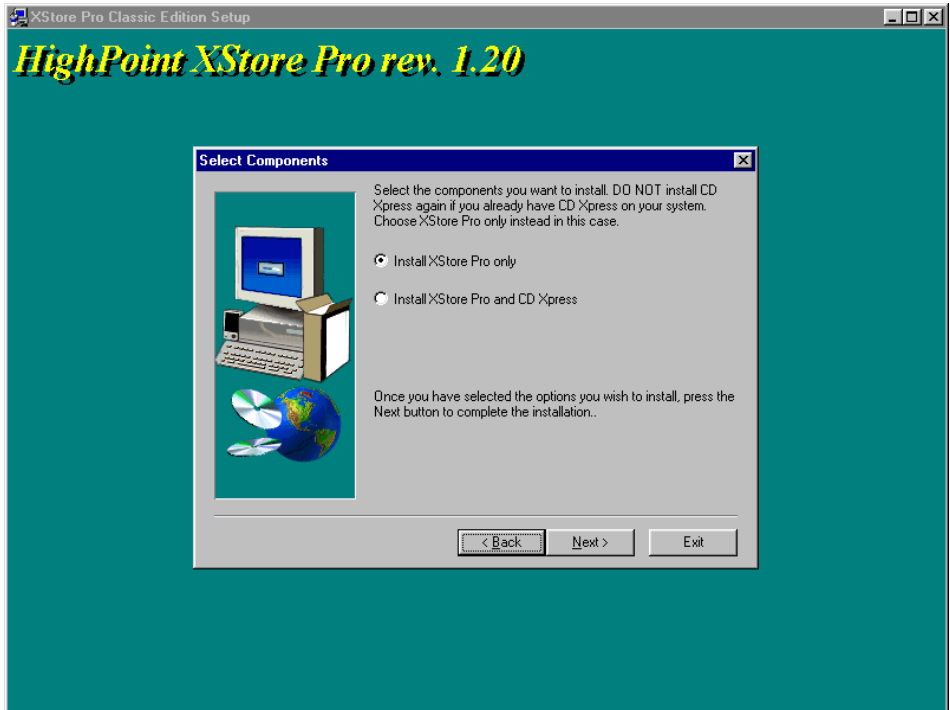 XStore Pro Classic Edition Setup
HighPoint XStore Pro rev. 1.20
Select Components
Select the components you want to install. DO NOT install CD
Xpress again if you already have CD Xpress on your system.
Choose XStore Pro only instead in this case.
Install XStore Pro only
Install XStore Pro and CD Xpress
Once you have selected the options you wish to install, press the
Next button to complete the installation..
< Back
Next >
Exit